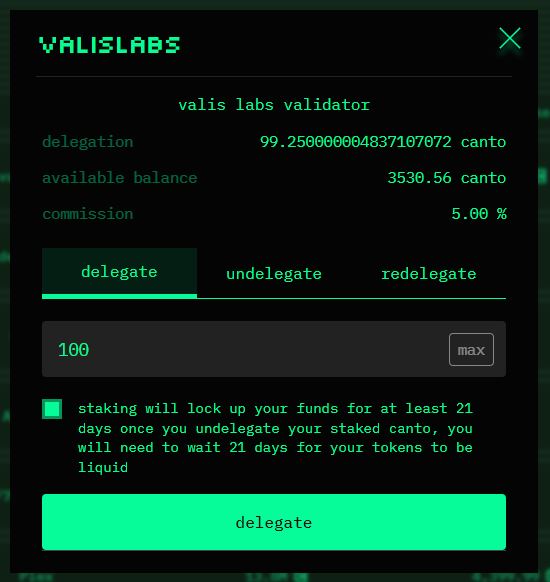 VALISLABS
valis labs validator
delegation 99.250000004837107072 canto
available balance 3530.56 canto
commission 5.00 %
delegate undelegate redelegate
100 max
staking will lock up your funds for at least 21
days once you undelegate your staked canto, you
will need to wait 21 days for your tokens to be
liquid
delegate